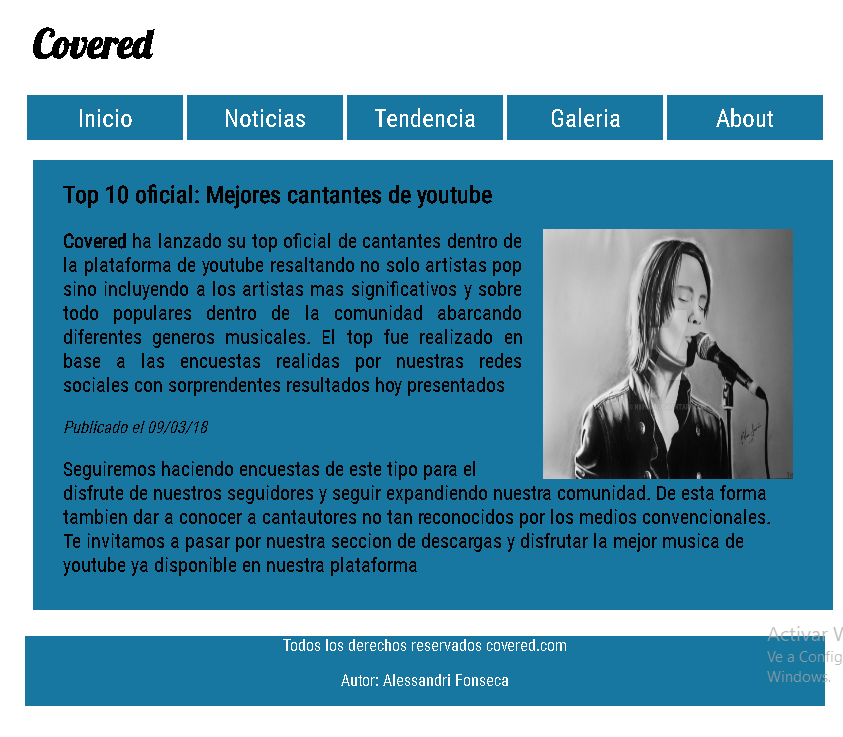 Covered
Inicio
Noticias
Tendencia
Galeria
About
Top 10 oficial: Mejores cantantes de youtube
Covered ha lanzado su top oficial de cantantes dentro de
la plataforma de youtube resaltando no solo artistas pop
sino incluyendo a los artistas mas significativos y sobre
todo populares dentro de la comunidad abarcando
diferentes generos musicales. El top fue realizado en
base a las encuestas realidas por nuestras redes
sociales con sorprendentes resultados hoy presentados
Publicado el 09/03/18
Seguiremos haciendo encuestas de este tipo para el
disfrute de nuestros seguidores y seguir expandiendo nuestra comunidad. De esta forma
tambien dar a conocer a cantautores no tan reconocidos por los medios convencionales.
Te invitamos a pasar por nuestra seccion de descargas y disfrutar la mejor musica de
youtube ya disponible en nuestra plataforma
Todos los derechos reservados covered.com
Autor: Alessandri Fonseca
Activar
Ve a Config
Windows.